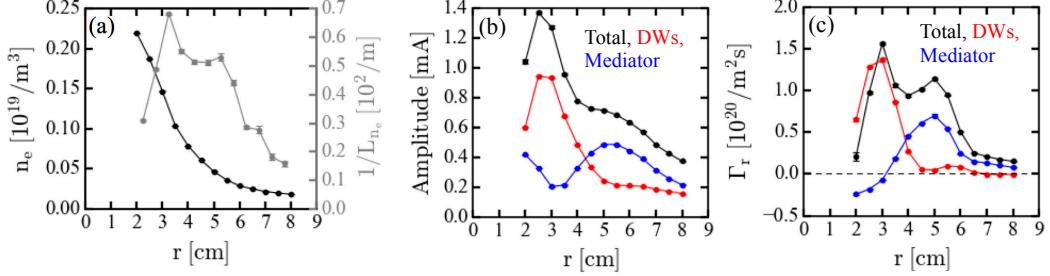 (a)
0.25
0.20
0.15
0.10
0.05
0.00
n_e [10^19/m^3]
0.7
0.6
0.5
0.4
0.3
0.2
0.1
0.0
1/L_{n_e} [10^2/m]
0 1 2 3 4 5 6 7 8 9
r [cm]
(b)
Total, DWs,
Mediator
1.4
1.2
1.0
0.8
0.6
0.4
0.2
0.0
Amplitude [mA]
0 1 2 3 4 5 6 7 8 9
r [cm]
(c)
Total, DWs,
Mediator
2.0
1.5
1.0
0.5
0.0
−0.5
Γ_r [10^20/m^2s]
0 1 2 3 4 5 6 7 8 9
r [cm]